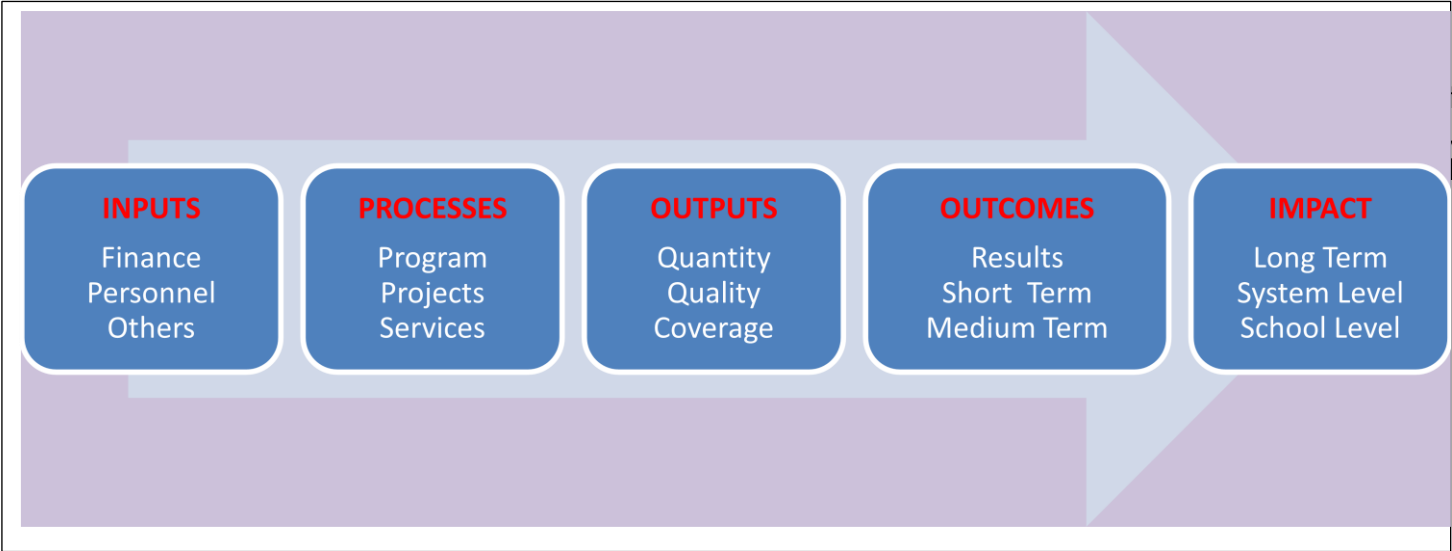 INPUTS
Finance
Personnel
Others
PROCESSES
Program
Projects
Services
OUTPUTS
Quantity
Quality
Coverage
OUTCOMES
Results
Short  Term
Medium Term
IMPACT
Long Term
System Level
School Level